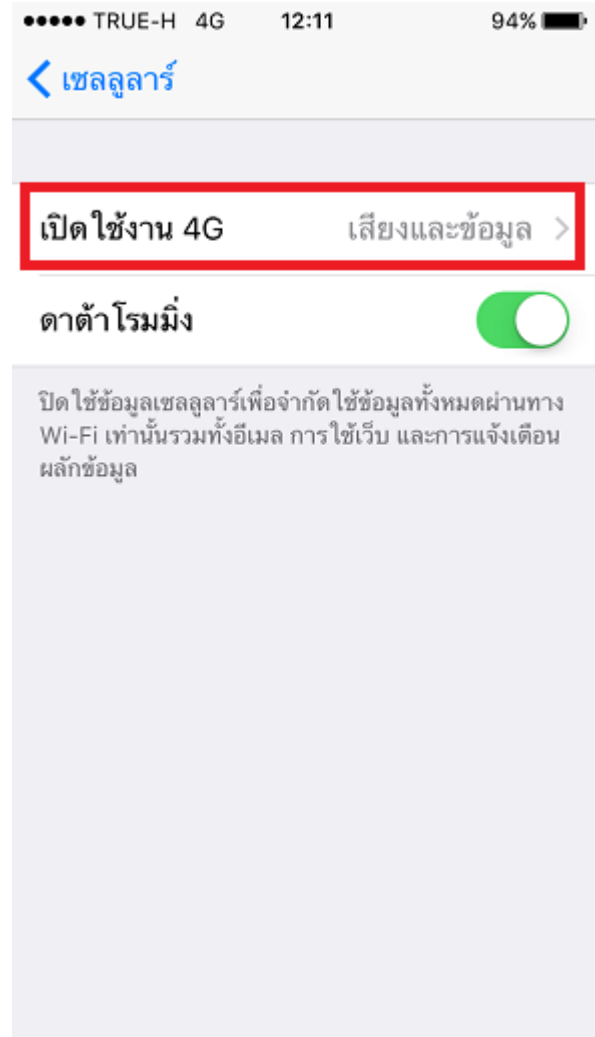 ●●●●● TRUE-H 4G 12:11 94%
เซลลูลาร์
เปิดใช้งาน 4G เสียงและข้อมูล
ดาต้าโรมมิ่ง
ปิดใช้ข้อมูลเซลลูลาร์เพื่อจำกัดใช้ข้อมูลทั้งหมดผ่านทาง
Wi-Fi เท่านั้นรวมทั้งอีเมล การใช้เว็บ และการแจ้งเตือน
ผลักข้อมูล